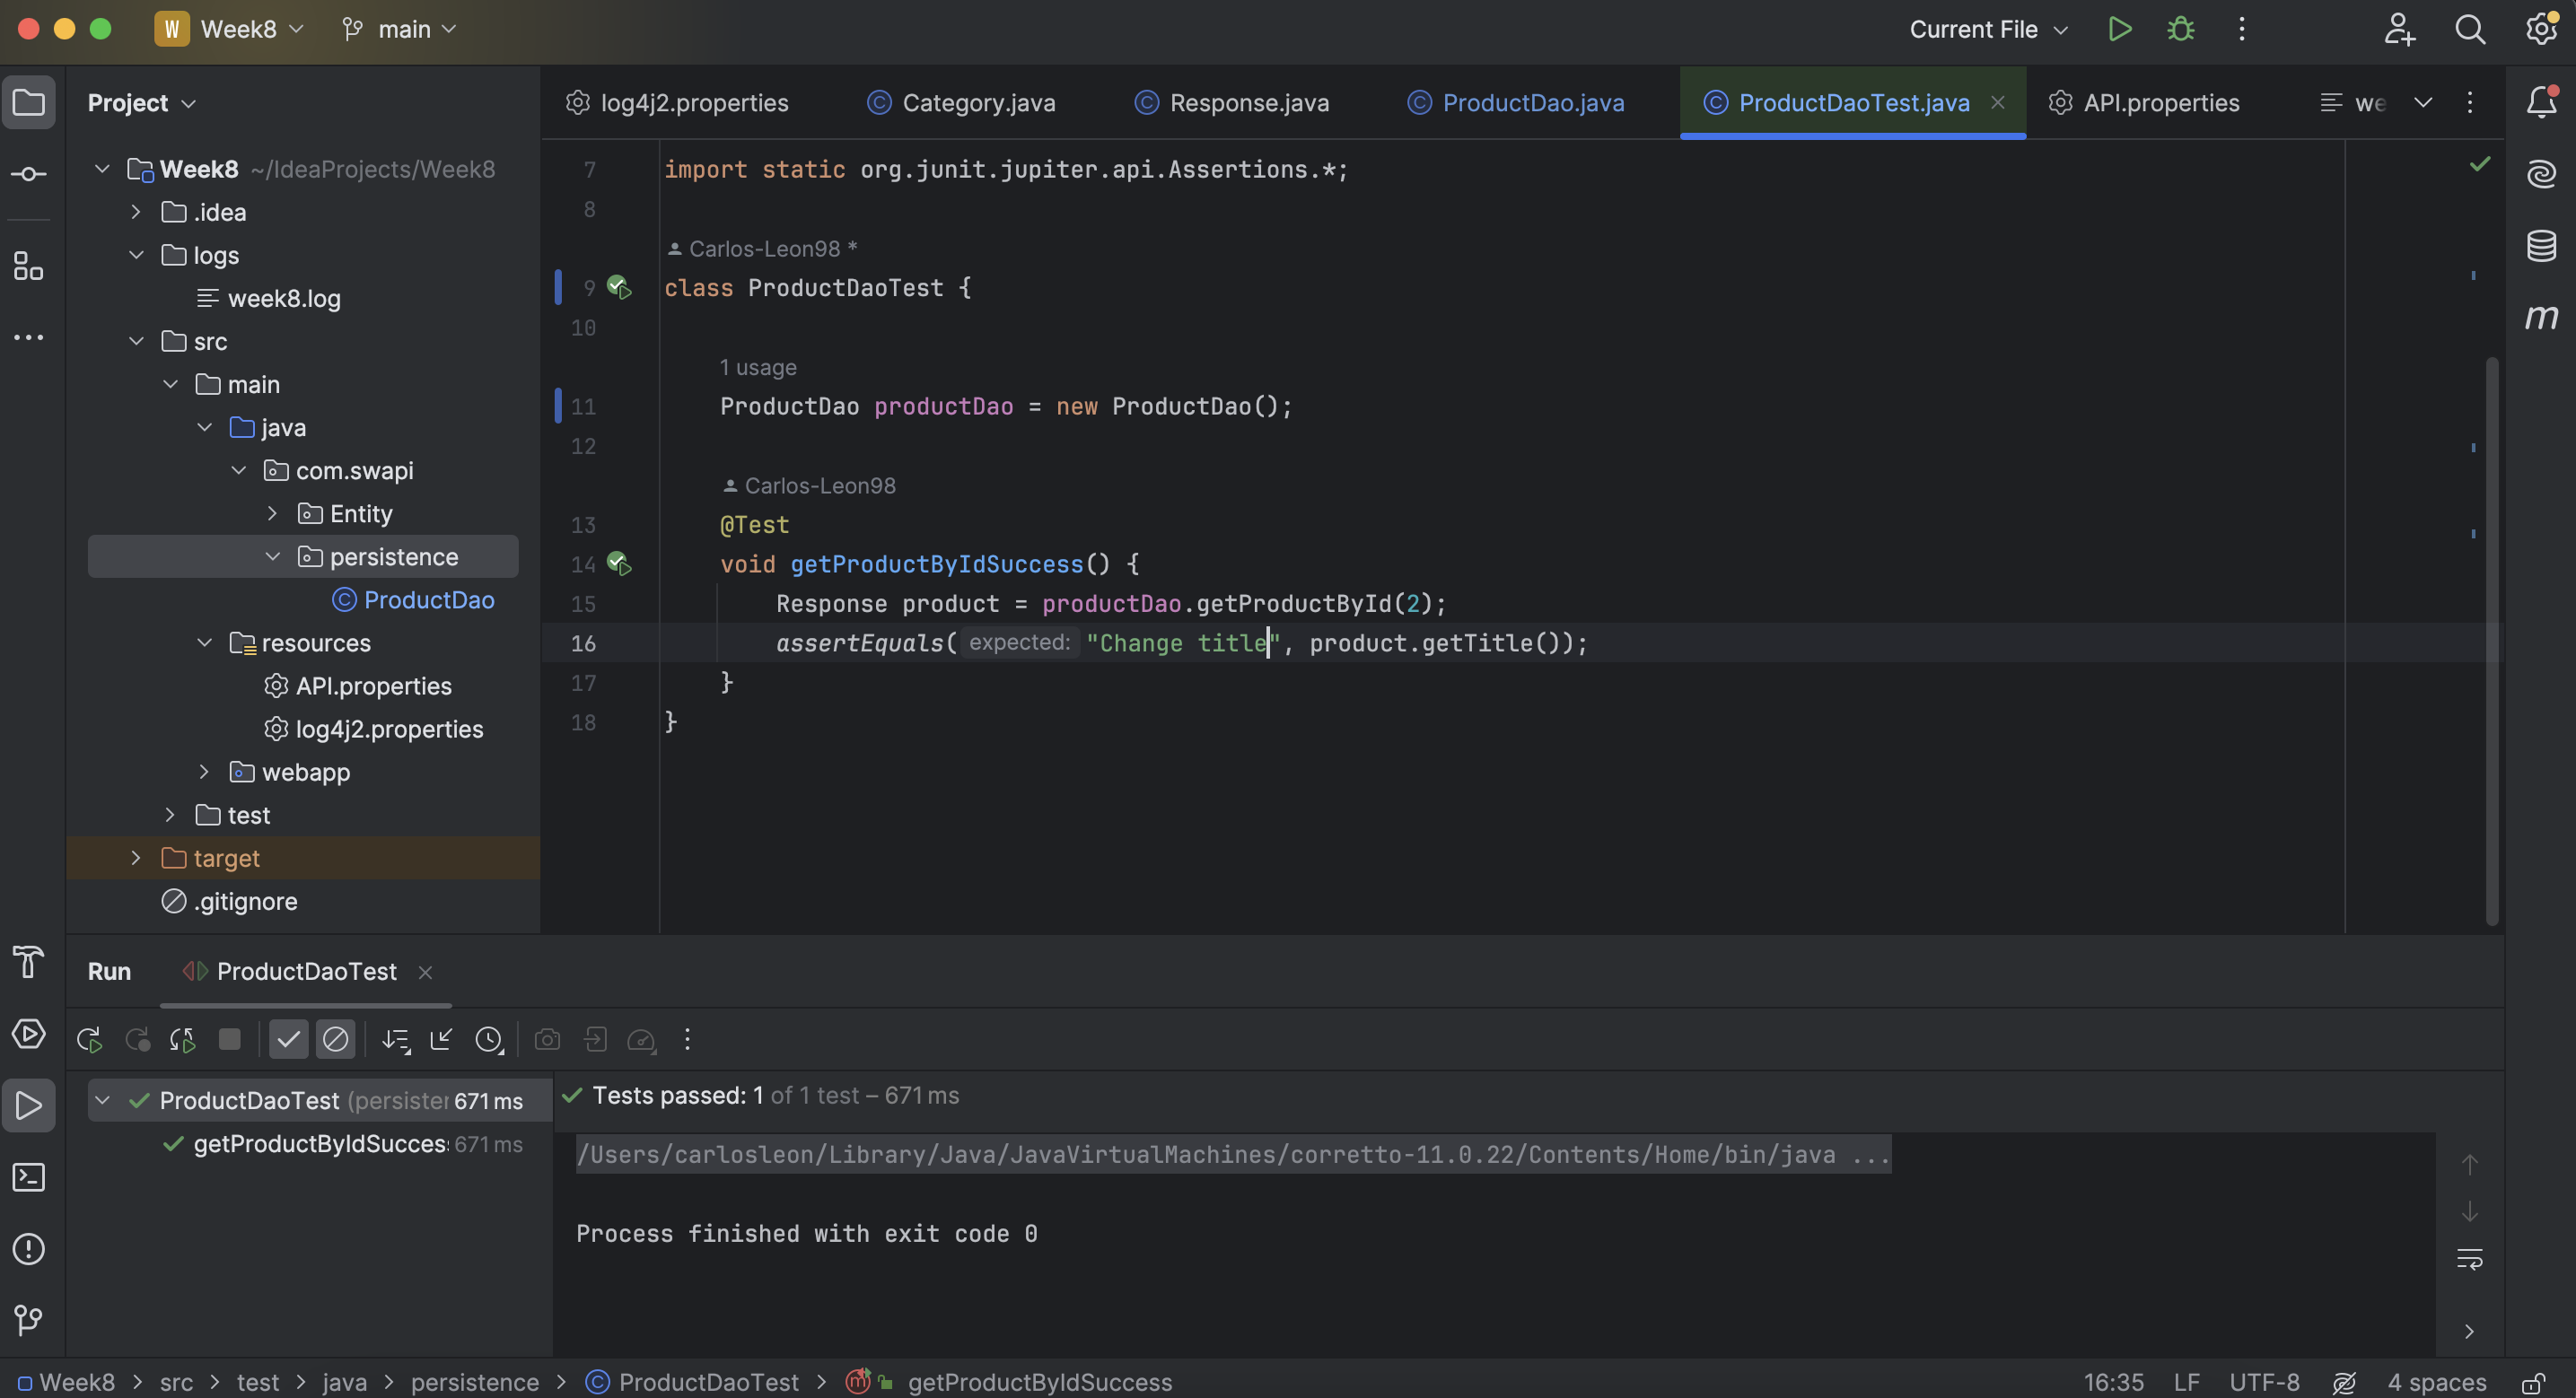 W Week8 main Current File
Project
log4j2.properties Category.java Response.java ProductDao.java ProductDaoTest.java API.properties we
Week8 ~/IdeaProjects/Week8
.idea
logs
week8.log
src
main
java
com.swapi
Entity
persistence
ProductDao
resources
API.properties
log4j2.properties
webapp
test
target
.gitignore
7 import static org.junit.jupiter.api.Assertions.*;
8
Carlos-Leon98 *
9 class ProductDaoTest {
10
1 usage
11 ProductDao productDao = new ProductDao();
12
Carlos-Leon98
13 @Test
14 void getProductByIdSuccess() {
15 Response product = productDao.getProductById(2);
16 assertEquals( expected: "Change title", product.getTitle());
17 }
18 }
m
Run ProductDaoTest
ProductDaoTest (persister 671 ms
getProductByIdSucces 671 ms
Tests passed: 1 of 1 test – 671 ms
/Users/carlosleon/Library/Java/JavaVirtualMachines/corretto-11.0.22/Contents/Home/bin/java ...
Process finished with exit code 0
Week8 > src > test > java > persistence > ProductDaoTest > getProductByIdSuccess 16:35 LF UTF-8 4 spaces